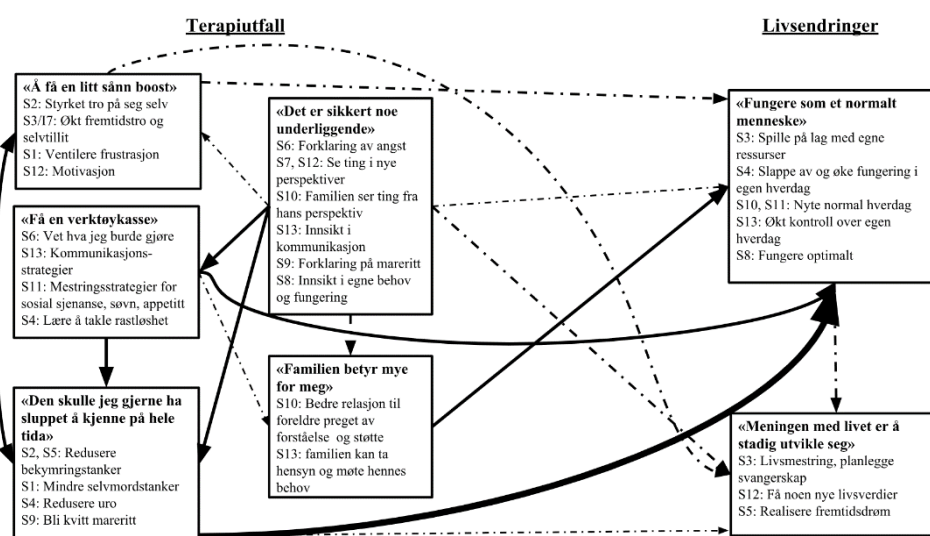 Terapiutfall
Livsendringer
«Å få en litt sånn boost»
S2: Styrket tro på seg selv
S3/I7: Økt fremtidstro og
selvtillit
S1: Ventilere frustrasjon
S12: Motivasjon
«Få en verktøykasse»
S6: Vet hva jeg burde gjøre
S13: Kommunikasjons-
strategier
S11: Mestringsstrategier for
sosial sjenanse, søvn, appetitt
S4: Lære å takle rastløshet
«Den skulle jeg gjerne ha
sluppet å kjenne på hele
tida»
S2, S5: Redusere
bekymringstanker
S1: Mindre selvmordstanker
S4: Redusere uro
S9: Bli kvitt mareritt
«Det er sikkert noe
underliggende»
S6: Forklaring av angst
S7, S12: Se ting i nye
perspektiver
S10: Familien ser ting fra
hans perspektiv
S13: Innsikt i
kommunikasjon
S9: Forklaring på mareritt
S8: Innsikt i egne behov
og fungering
«Familien betyr mye
for meg»
S10: Bedre relasjon til
foreldre preget av
forståelse og støtte
S13: familien kan ta
hensyn og møte hennes
behov
«Fungere som et normalt
menneske»
S3: Spille på lag med egne
ressurser
S4: Slappe av og øke fungering i
egen hverdag
S10, S11: Nyte normal hverdag
S13: Økt kontroll over egen
hverdag
S8: Fungere optimalt
«Meningen med livet er å
stadig utvikle seg»
S3: Livsmestring, planlegge
svangerskap
S12: Få noen nye livsverdier
S5: Realisere fremtidsdrøm